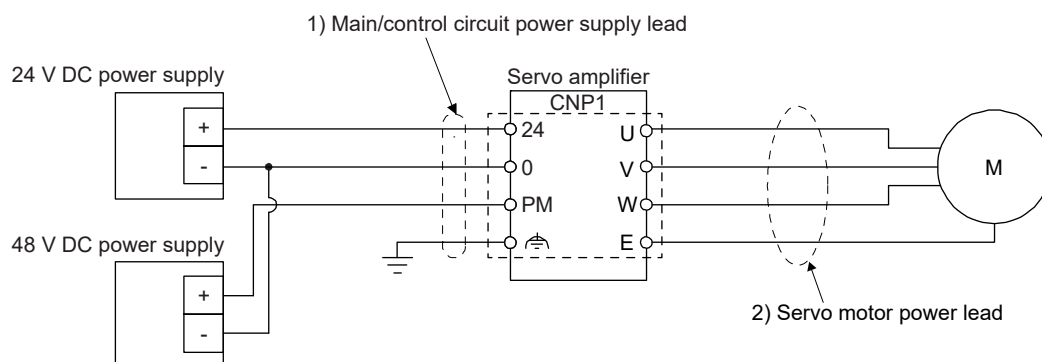 1) Main/control circuit power supply lead
24 V DC power supply
Servo amplifier
CNP1
+
24
U
-
0
V
M
PM
W
48 V DC power supply
E
+
-
2) Servo motor power lead